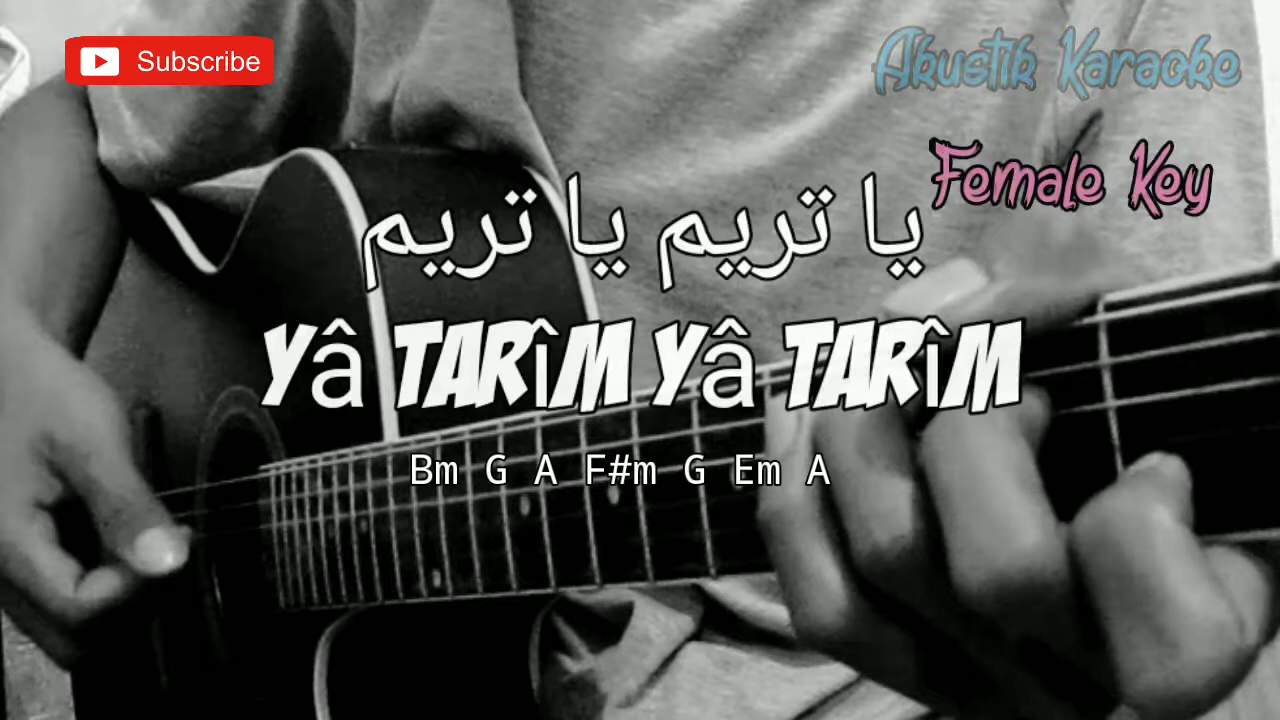 Subscribe
Akustik Karaoke
Female Key
يا تريم يا تريم
Yâ TARîM Yâ TARîM
Bm G A F#m G Em A